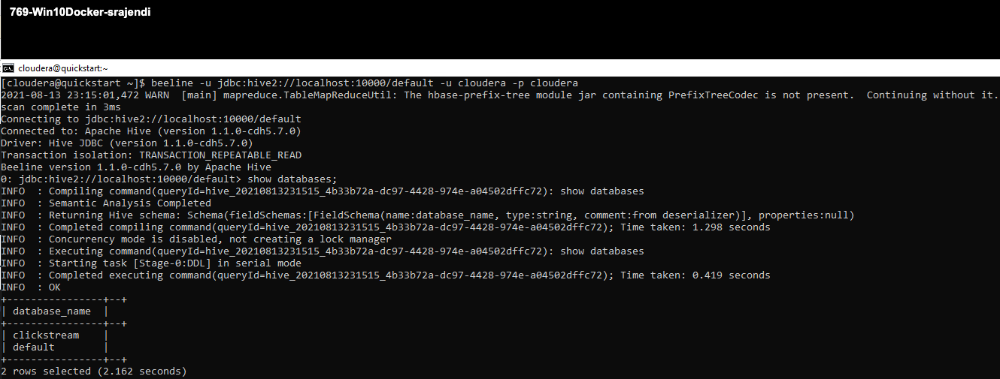 769-Win10Docker-srajendi
cloudera@quickstart:~
[cloudera@quickstart ~]$ beeline -u jdbc:hive2://localhost:10000/default -u cloudera -p cloudera
2021-08-13 23:15:01,472 WARN  [main] mapreduce.TableMapReduceUtil: The hbase-prefix-tree module jar containing PrefixTreeCodec is not present.  Continuing without it.
scan complete in 3ms
Connecting to jdbc:hive2://localhost:10000/default
Connected to: Apache Hive (version 1.1.0-cdh5.7.0)
Driver: Hive JDBC (version 1.1.0-cdh5.7.0)
Transaction isolation: TRANSACTION_REPEATABLE_READ
Beeline version 1.1.0-cdh5.7.0 by Apache Hive
0: jdbc:hive2://localhost:10000/default> show databases;
INFO  : Compiling command(queryId=hive_20210813231515_4b33b72a-dc97-4428-974e-a04502dffc72): show databases
INFO  : Semantic Analysis Completed
INFO  : Returning Hive schema: Schema(fieldSchemas:[FieldSchema(name:database_name, type:string, comment:from deserializer)], properties:null)
INFO  : Completed compiling command(queryId=hive_20210813231515_4b33b72a-dc97-4428-974e-a04502dffc72); Time taken: 1.298 seconds
INFO  : Concurrency mode is disabled, not creating a lock manager
INFO  : Executing command(queryId=hive_20210813231515_4b33b72a-dc97-4428-974e-a04502dffc72): show databases
INFO  : Starting task [Stage-0:DDL] in serial mode
INFO  : Completed executing command(queryId=hive_20210813231515_4b33b72a-dc97-4428-974e-a04502dffc72); Time taken: 0.419 seconds
INFO  : OK
+----------------+--+
| database_name  |
+----------------+--+
| clickstream    |
| default        |
+----------------+--+
2 rows selected (2.162 seconds)